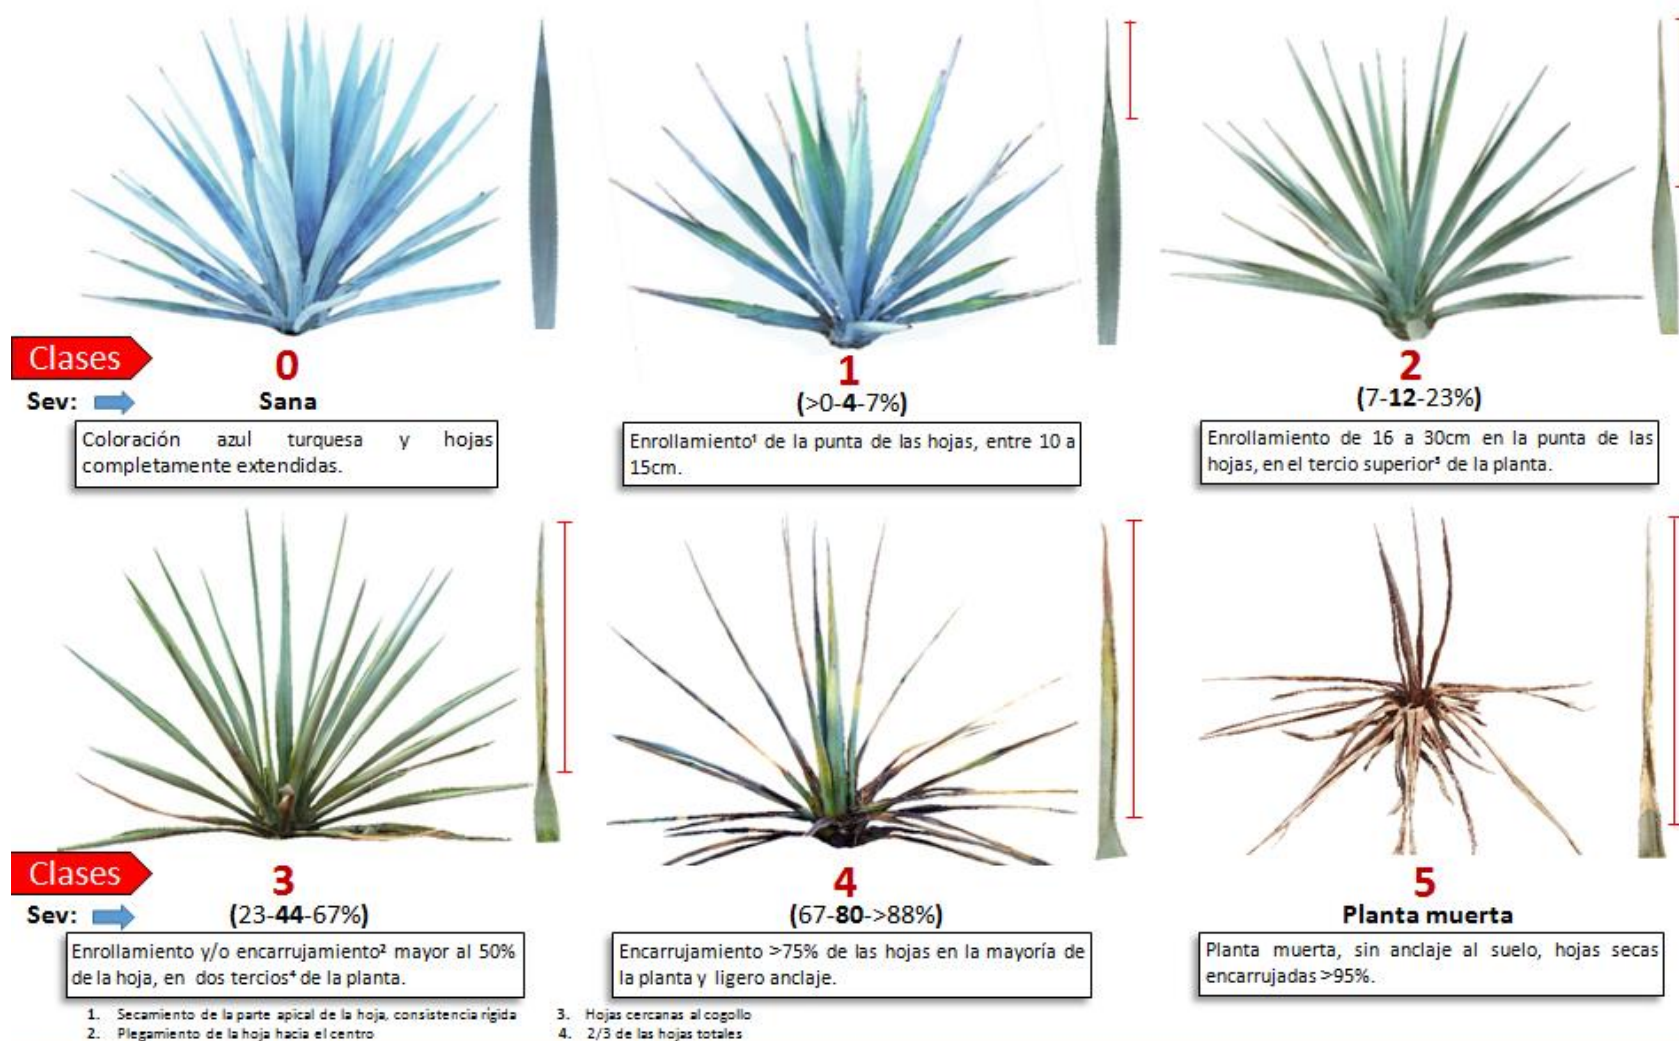 Clases
0
1
2
Sev:
Sana
(>0-4-7%)
(7-12-23%)
Coloración azul turquesa y hojas
completamente extendidas.
Enrollamiento¹ de la punta de las hojas, entre 10 a
15cm.
Enrollamiento de 16 a 30cm en la punta de las
hojas, en el tercio superior³ de la planta.
Clases
3
4
5
Sev:
(23-44-67%)
(67-80->88%)
Planta muerta
Enrollamiento y/o encarrujamiento² mayor al 50%
de la hoja, en dos tercios⁴ de la planta.
Encarrujamiento >75% de las hojas en la mayoría de
la planta y ligero anclaje.
Planta muerta, sin anclaje al suelo, hojas secas
encarrujadas >95%.
1. Secamiento de la parte apical de la hoja, consistencia rígida
2. Plegamiento de la hoja hacia el centro
3. Hojas cercanas al cogollo
4. 2/3 de las hojas totales